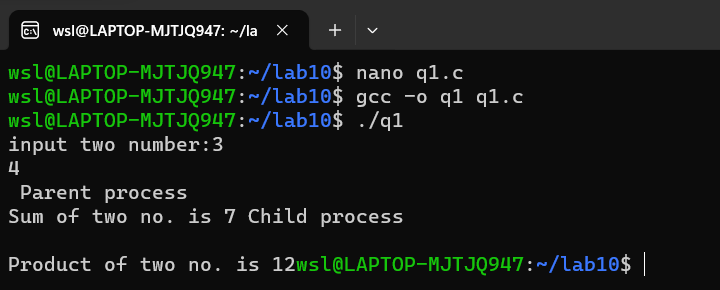 wsl@LAPTOP-MJTJQ947: ~/la
wsl@LAPTOP-MJTJQ947:~/lab10$ nano q1.c
wsl@LAPTOP-MJTJQ947:~/lab10$ gcc -o q1 q1.c
wsl@LAPTOP-MJTJQ947:~/lab10$ ./q1
input two number:3
4
 Parent process
Sum of two no. is 7 Child process
Product of two no. is 12wsl@LAPTOP-MJTJQ947:~/lab10$